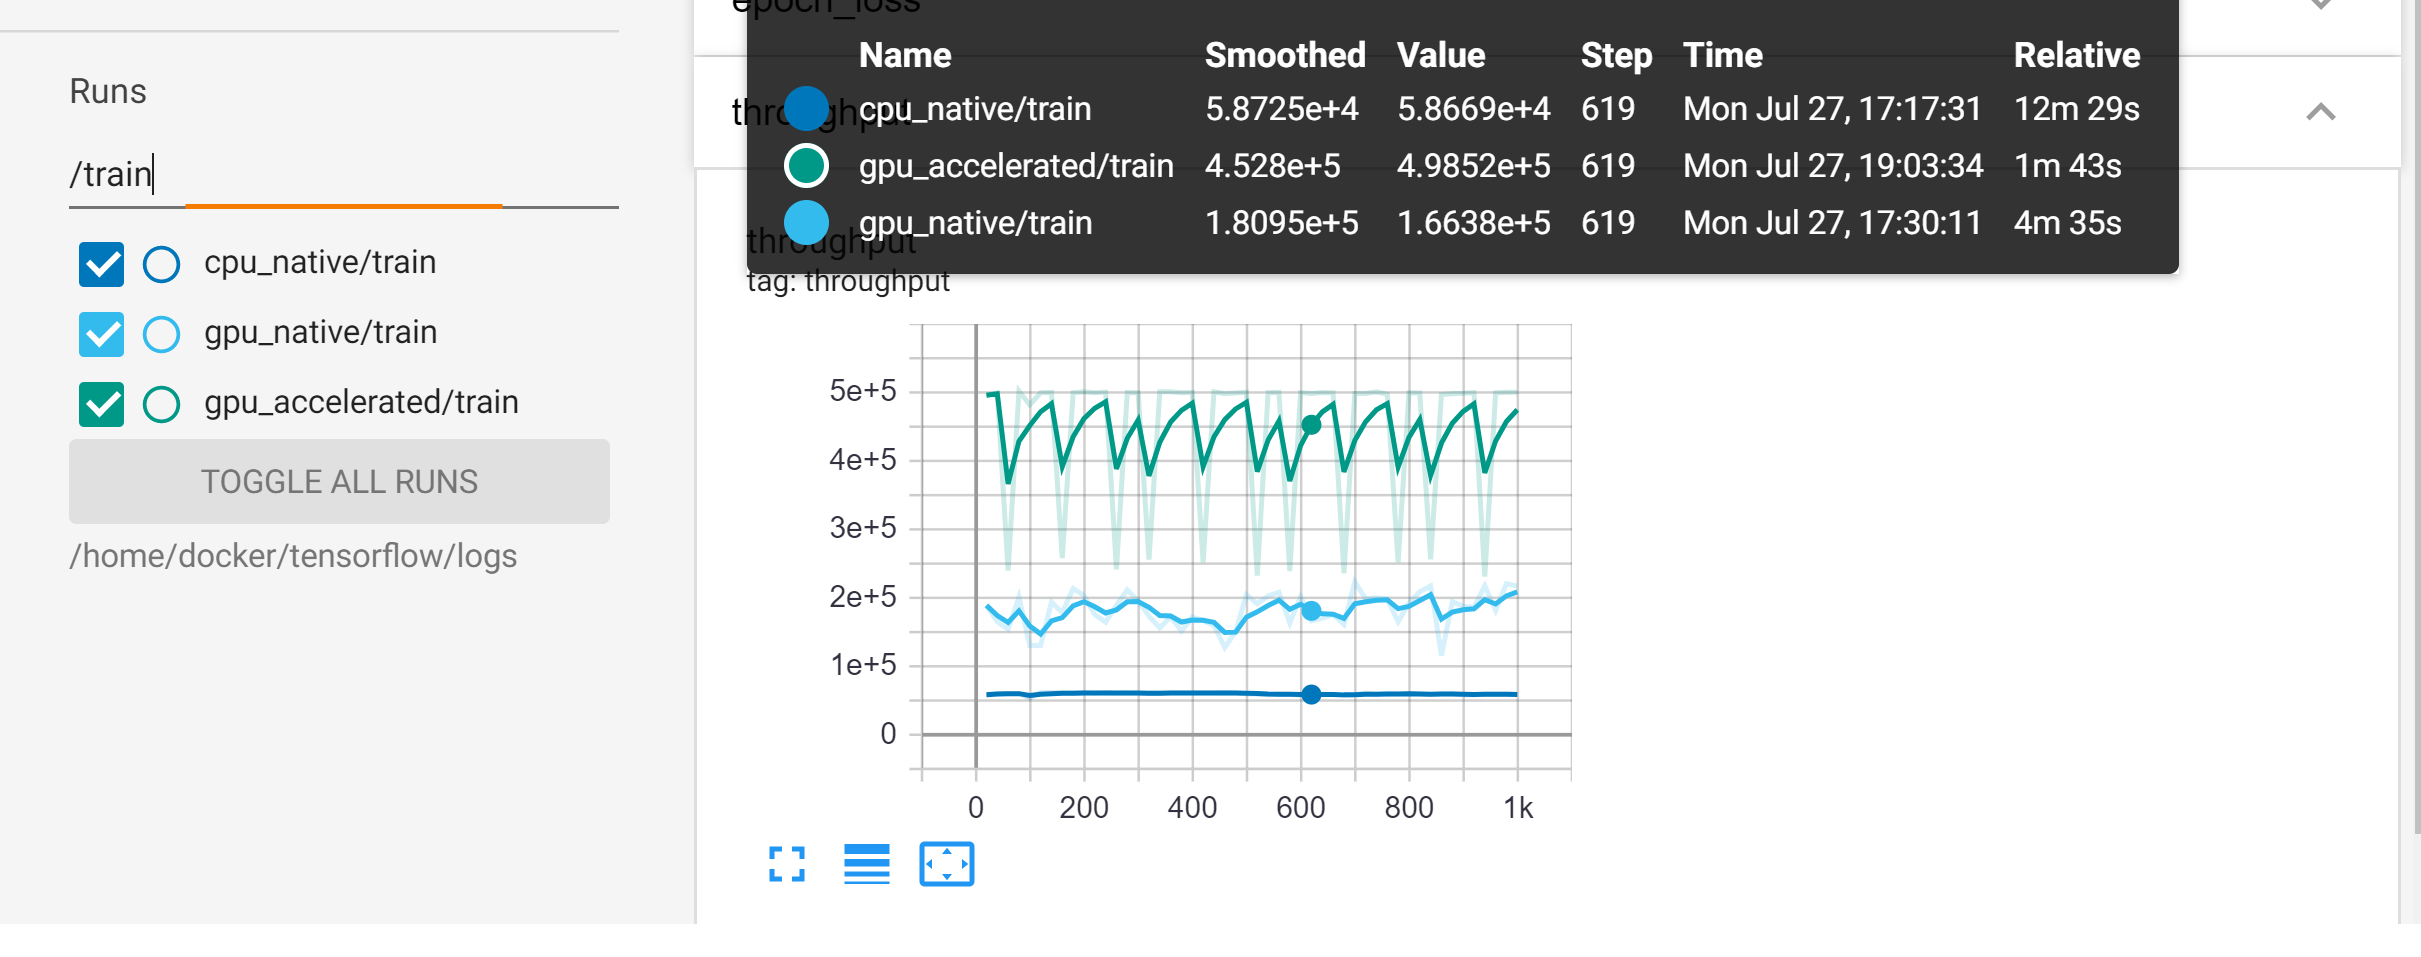 epoch_loss
Runs
/train
cpu_native/train
gpu_native/train
gpu_accelerated/train
TOGGLE ALL RUNS
/home/docker/tensorflow/logs
throughput
Name Smoothed Value Step Time Relative
cpu_native/train 5.8725e+4 5.8669e+4 619 Mon Jul 27, 17:17:31 12m 29s
gpu_accelerated/train 4.528e+5 4.9852e+5 619 Mon Jul 27, 19:03:34 1m 43s
gpu_native/train 1.8095e+5 1.6638e+5 619 Mon Jul 27, 17:30:11 4m 35s
throughput
tag: throughput
5e+5
4e+5
3e+5
2e+5
1e+5
0
0 200 400 600 800 1k